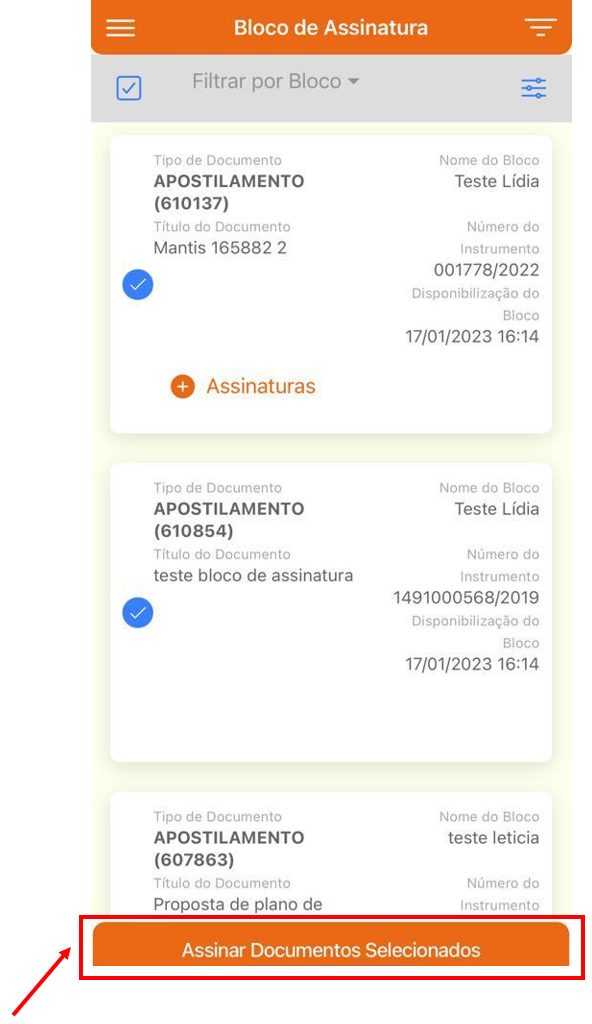 Bloco de Assinatura
Filtrar por Bloco
Tipo de Documento
APOSTILAMENTO
(610137)
Título do Documento
Mantis 165882 2
Nome do Bloco
Teste Lídia
Número do
Instrumento
001778/2022
Disponibilização do
Bloco
17/01/2023 16:14
Assinaturas
Tipo de Documento
APOSTILAMENTO
(610854)
Título do Documento
teste bloco de assinatura
Nome do Bloco
Teste Lídia
Número do
Instrumento
1491000568/2019
Disponibilização do
Bloco
17/01/2023 16:14
Tipo de Documento
APOSTILAMENTO
(607863)
Título do Documento
Proposta de plano de
Nome do Bloco
teste leticia
Número do
Instrumento
Assinar Documentos Selecionados